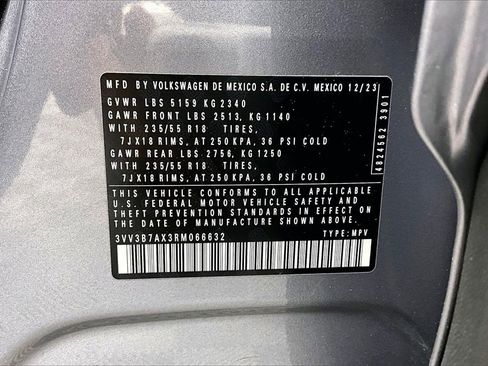 MFD BY VOLKSWAGEN DE MEXICO S.A. DE C.V. MEXICO 12/23
GVWR LBS 5159 KG 2340
GAWR FRONT LBS 2513, KG 1140
WITH 235/55 R18 TIRES,
7JX18 RIMS, AT 250 KPA, 36 PSI COLD
GAWR REAR LBS 2756, KG 1250
WITH 235/55 R18 TIRES,
7JX18 RIMS, AT 250 KPA, 36 PSI COLD
THIS VEHICLE CONFORMS TO ALL APPLICABLE
U.S. FEDERAL MOTOR VEHICLE SAFETY AND
THEFT PREVENTION STANDARDS IN EFFECT ON
THE DATE OF MANUFACTURE SHOWN ABOVE.
3VV3B7AX3RM066632 TYPE: MPV
4824562 3901